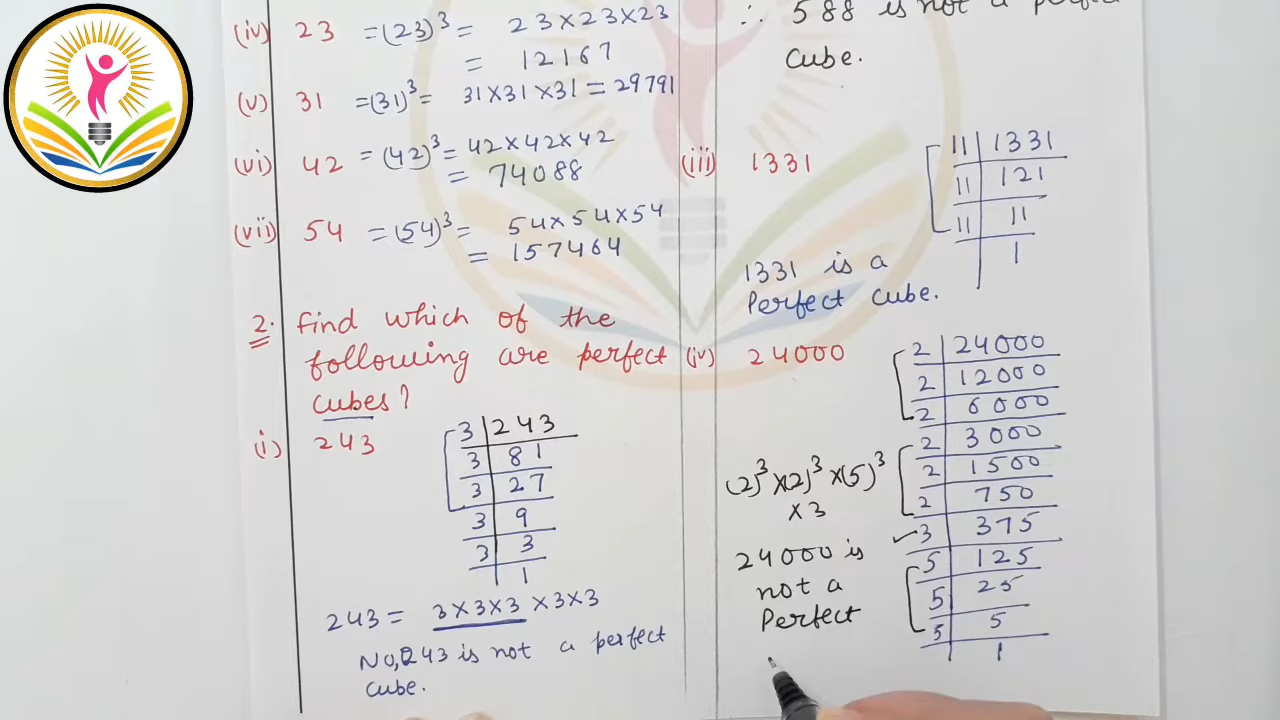 (iv) 23 = (23)³ = 23×23×23
= 12167
(v) 31 = (31)³ = 31×31×31 = 29791
(vi) 42 = (42)³ = 42×42×42
= 74088
(vii) 54 = (54)³ = 54×54×54
= 157464
2. find which of the
following are perfect
cubes?
(i) 243
3 | 243
3 | 81
3 | 27
3 | 9
3 | 3
1
243 = 3×3×3×3×3
No, 243 is not a perfect
cube.
∴ 588 is not a perfect
cube.
(iii) 1331
11 | 1331
11 | 121
11 | 11
1
1331 is a
Perfect cube.
(iv) 24000
2 | 24000
2 | 12000
2 | 6000
2 | 3000
2 | 1500
2 | 750
3 | 375
5 | 125
5 | 25
5 | 5
1
(2)³×(2)³×(5)³
×3
24000 is
not a
Perfect